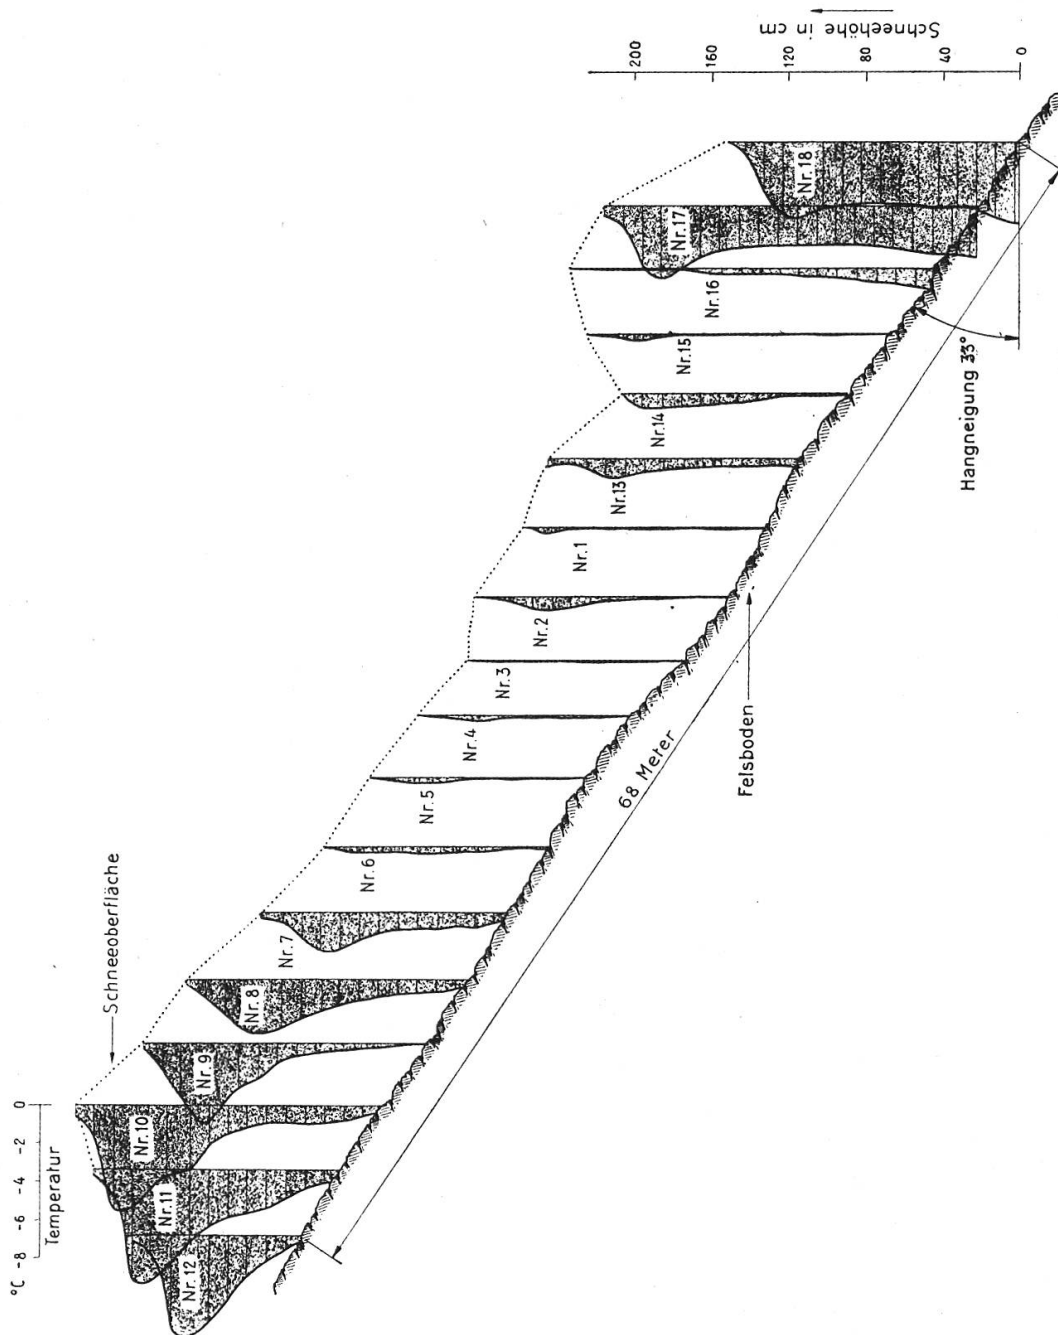 °C -8 -6 -4 -2 0
Temperatur
Schneeoberfläche
Nr.12
Nr.11
Nr.10
Nr.9
Nr.8
Nr.7
Nr.6
Nr.5
Nr.4
Nr.3
Nr.2
Nr.1
Nr.13
Nr.14
Nr.15
Nr.16
Nr.17
Nr.18
68 Meter
Felsboden
Hangneigung 33°
Schneehöhe in cm
200
160
120
80
40
0